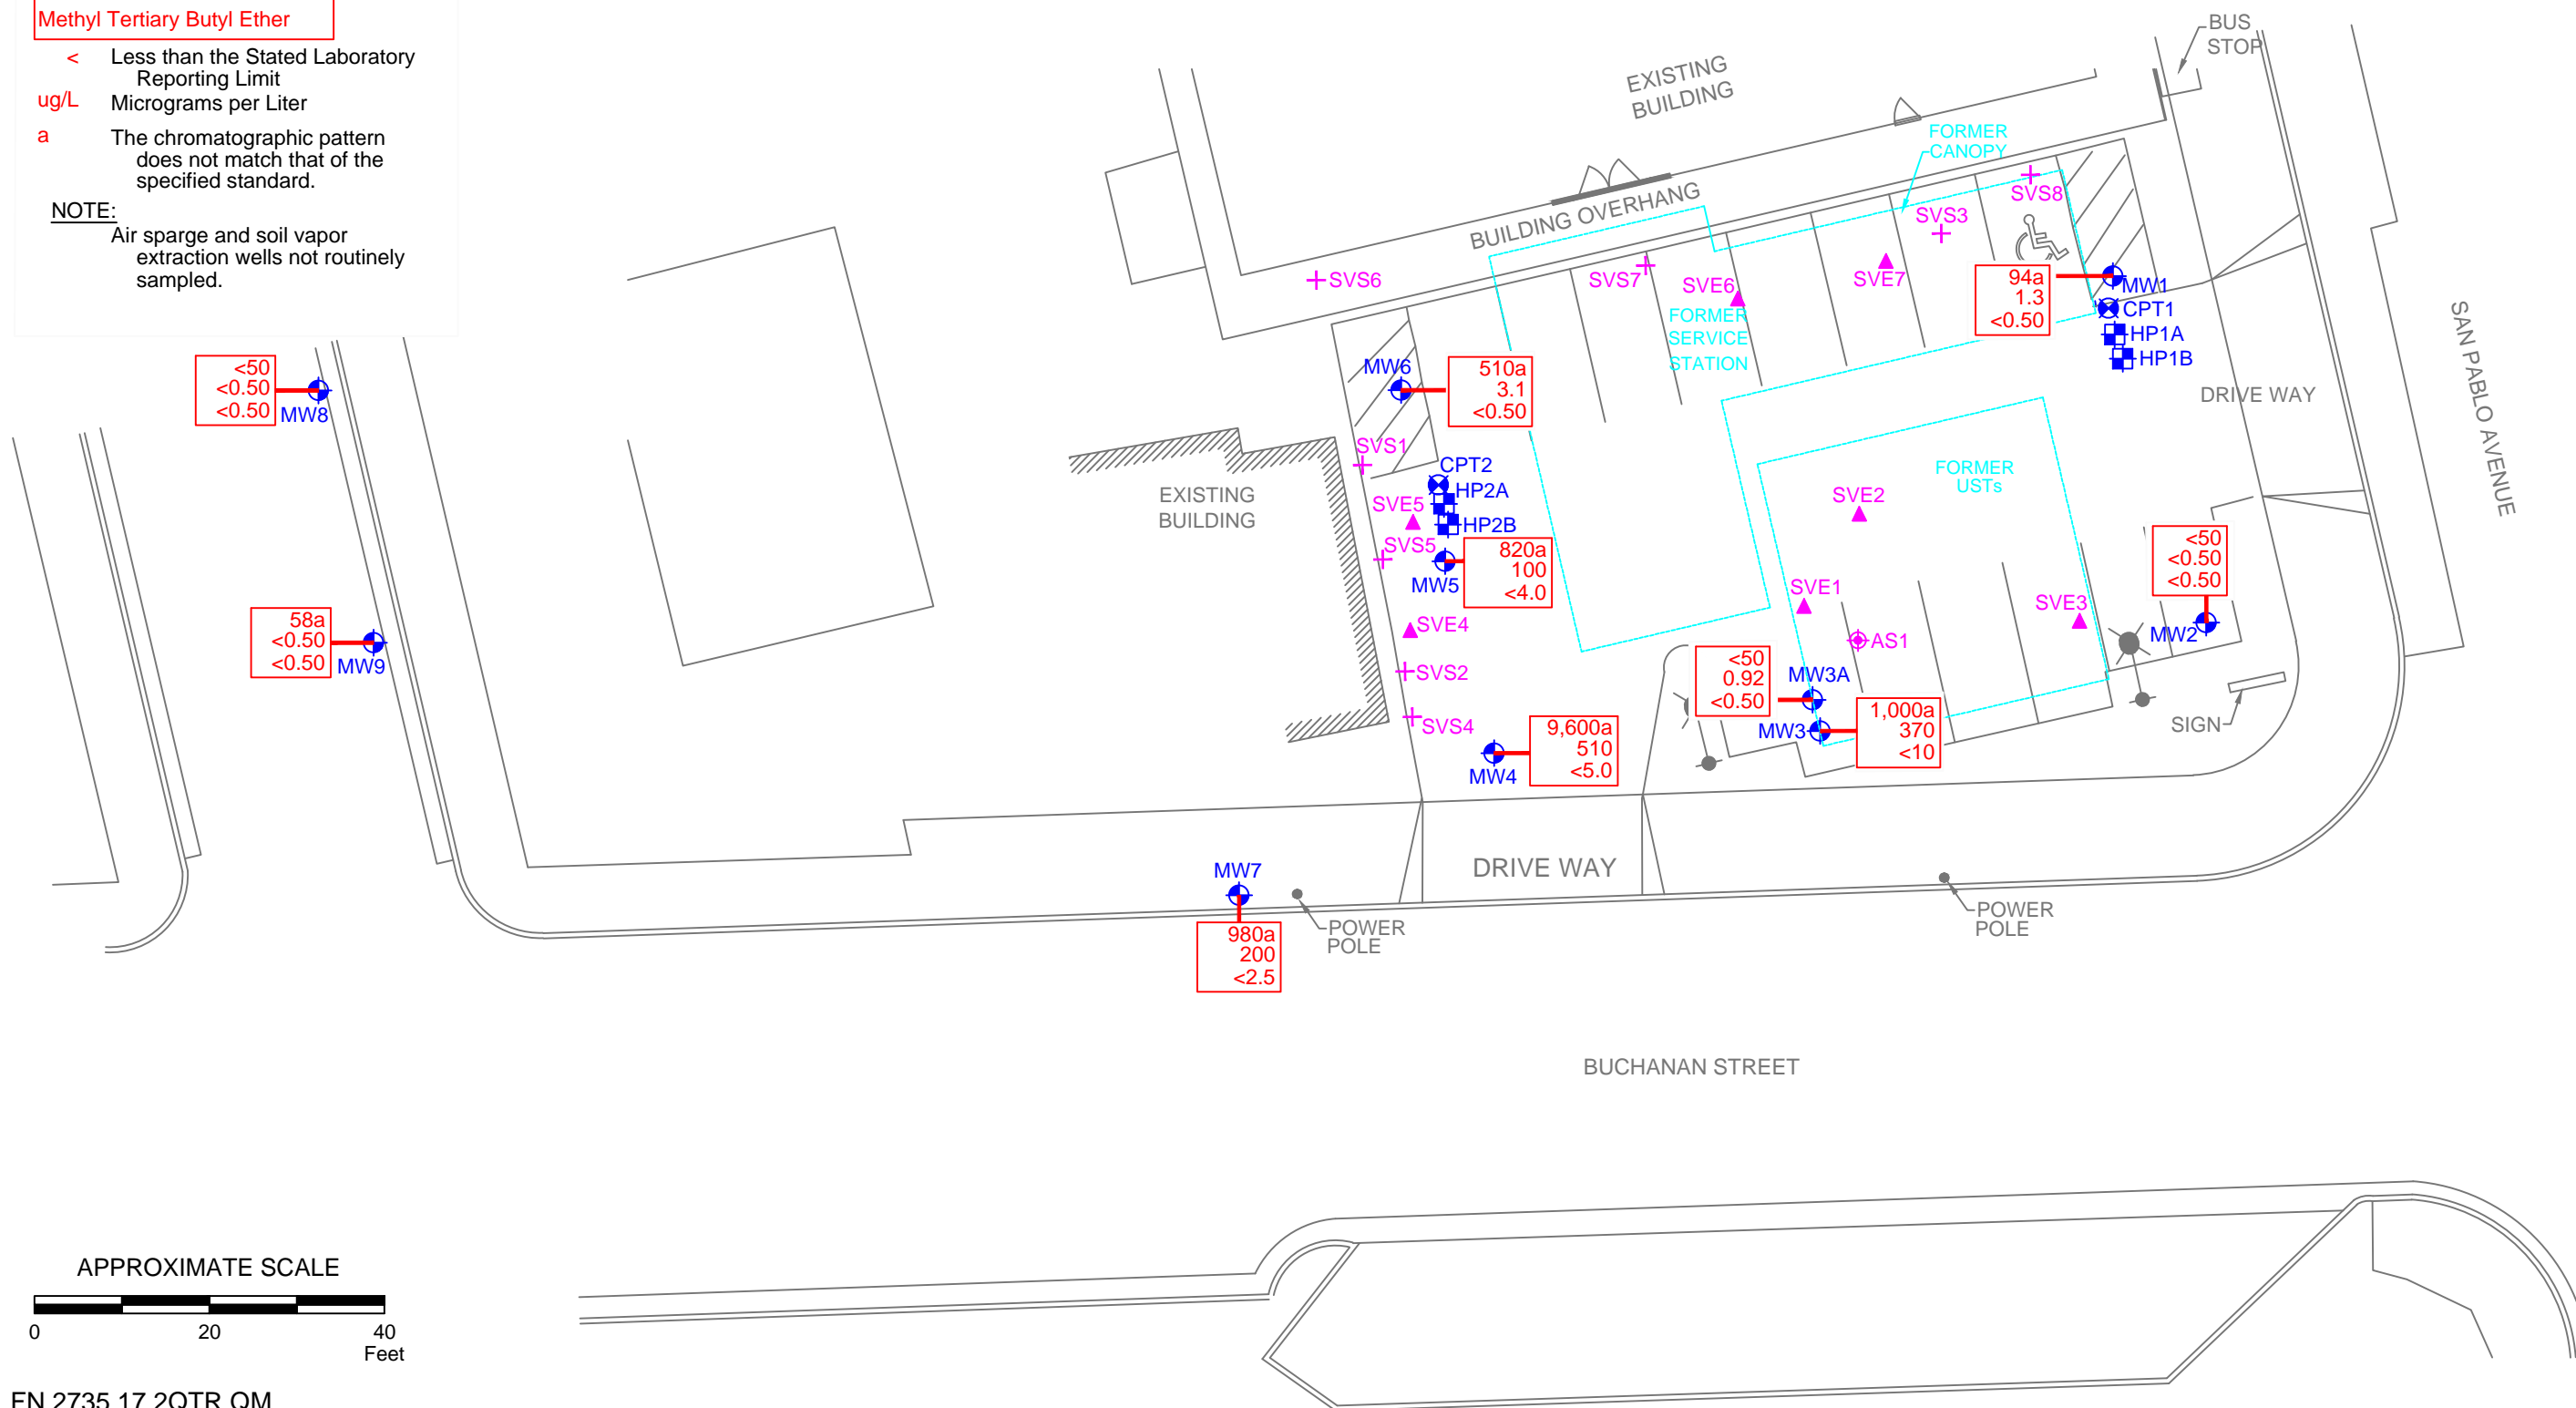 Methyl Tertiary Butyl Ether
< Less than the Stated Laboratory
Reporting Limit
ug/L Micrograms per Liter
a The chromatographic pattern
does not match that of the
specified standard.
NOTE:
Air sparge and soil vapor
extraction wells not routinely
sampled.
BUS
STOP
EXISTING
BUILDING
FORMER
CANOPY
BUILDING OVERHANG
SVS8
SVS3
SVS6
SVS7
SVE6
SVE7
94a
1.3
<0.50
MW1
CPT1
HP1A
HP1B
FORMER
SERVICE
STATION
SAN PABLO AVENUE
DRIVE WAY
<50
<0.50
<0.50
MW8
MW6
510a
3.1
<0.50
SVS1
CPT2
HP2A
HP2B
SVE5
SVS5
EXISTING
BUILDING
FORMER
USTs
SVE2
820a
100
<4.0
MW5
<50
<0.50
<0.50
MW2
SVE1
SVE3
AS1
SVE4
58a
<0.50
<0.50
MW9
SVS2
<50
0.92
<0.50
MW3A
MW3
1,000a
370
<10
SVS4
9,600a
510
<5.0
MW4
SIGN
MW7
980a
200
<2.5
DRIVE WAY
POWER
POLE
POWER
POLE
BUCHANAN STREET
APPROXIMATE SCALE
0 20 40
Feet
FN 2735 17 2QTR QM